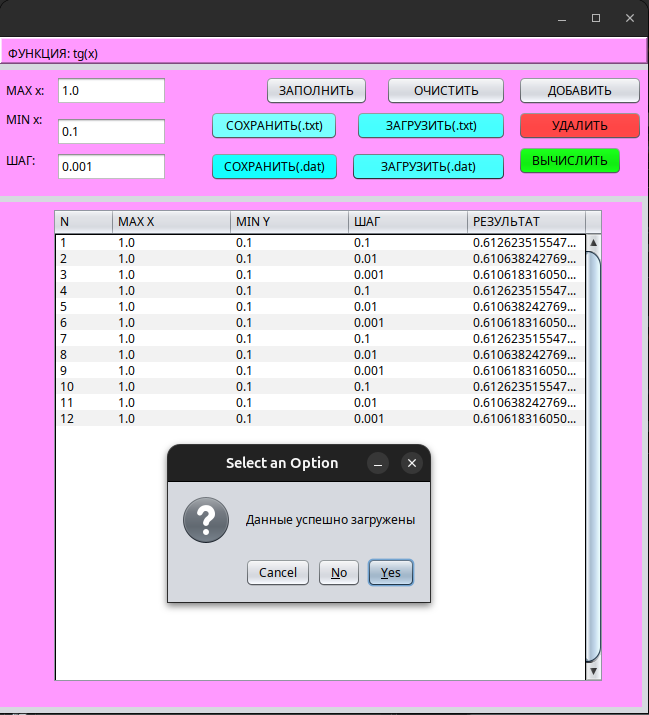 ФУНКЦИЯ: tg(x)
MAX x: 1.0 ЗАПОЛНИТЬ ОЧИСТИТЬ ДОБАВИТЬ
MIN x: 0.1 СОХРАНИТЬ(.txt) ЗАГРУЗИТЬ(.txt) УДАЛИТЬ
ШАГ: 0.001 СОХРАНИТЬ(.dat) ЗАГРУЗИТЬ(.dat) ВЫЧИСЛИТЬ
N MAX X MIN Y ШАГ РЕЗУЛЬТАТ
1 1.0 0.1 0.1 0.612623515547...
2 1.0 0.1 0.01 0.610638242769...
3 1.0 0.1 0.001 0.610618316050...
4 1.0 0.1 0.1 0.612623515547...
5 1.0 0.1 0.01 0.610638242769...
6 1.0 0.1 0.001 0.610618316050...
7 1.0 0.1 0.1 0.612623515547...
8 1.0 0.1 0.01 0.610638242769...
9 1.0 0.1 0.001 0.610618316050...
10 1.0 0.1 0.1 0.612623515547...
11 1.0 0.1 0.01 0.610638242769...
12 1.0 0.1 0.001 0.610618316050...
Select an Option
Данные успешно загружены
Cancel No Yes